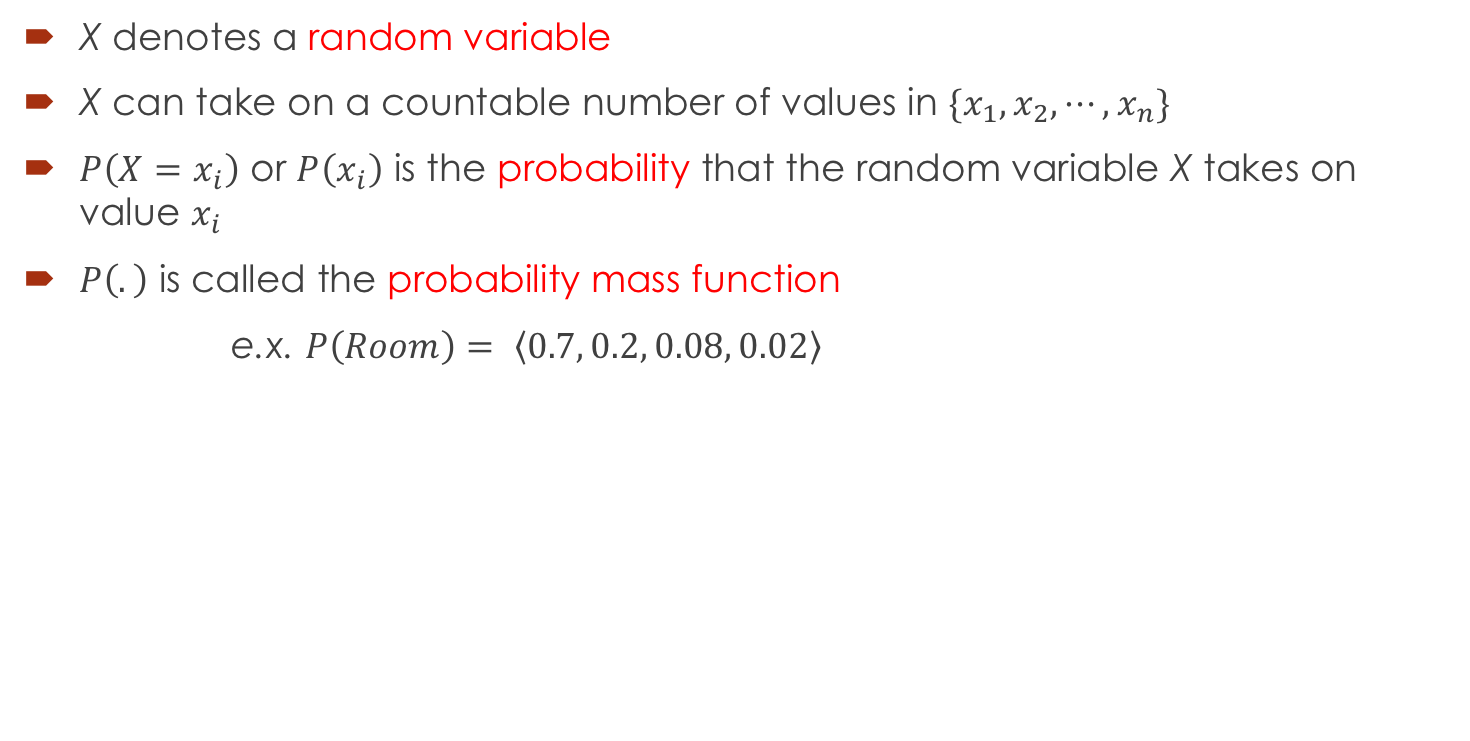 X denotes a random variable
X can take on a countable number of values in {x₁, x₂, ⋯ , xₙ}
P(X = xᵢ) or P(xᵢ) is the probability that the random variable X takes on
value xᵢ
P(. ) is called the probability mass function
e.x. P(Room) = ⟨0.7, 0.2, 0.08, 0.02⟩